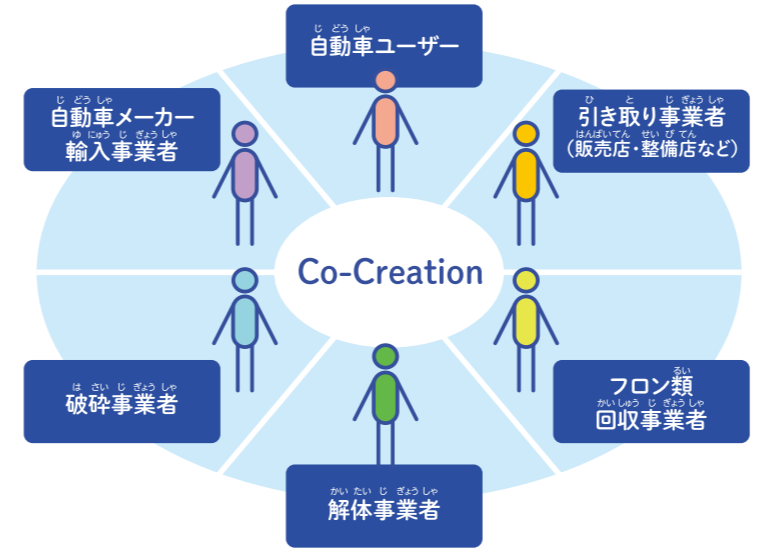 じどうしゃ
自動車ユーザー
じどうしゃ
自動車メーカー
ゆにゅうじぎょうしゃ
輸入事業者
ひとじぎょうしゃ
引き取り事業者
はんばいてんせいびてん
（販売店・整備店など）
Co-Creation
はさいじぎょうしゃ
破砕事業者
るい
フロン類
かいしゅうじぎょうしゃ
回収事業者
かいたいじぎょうしゃ
解体事業者